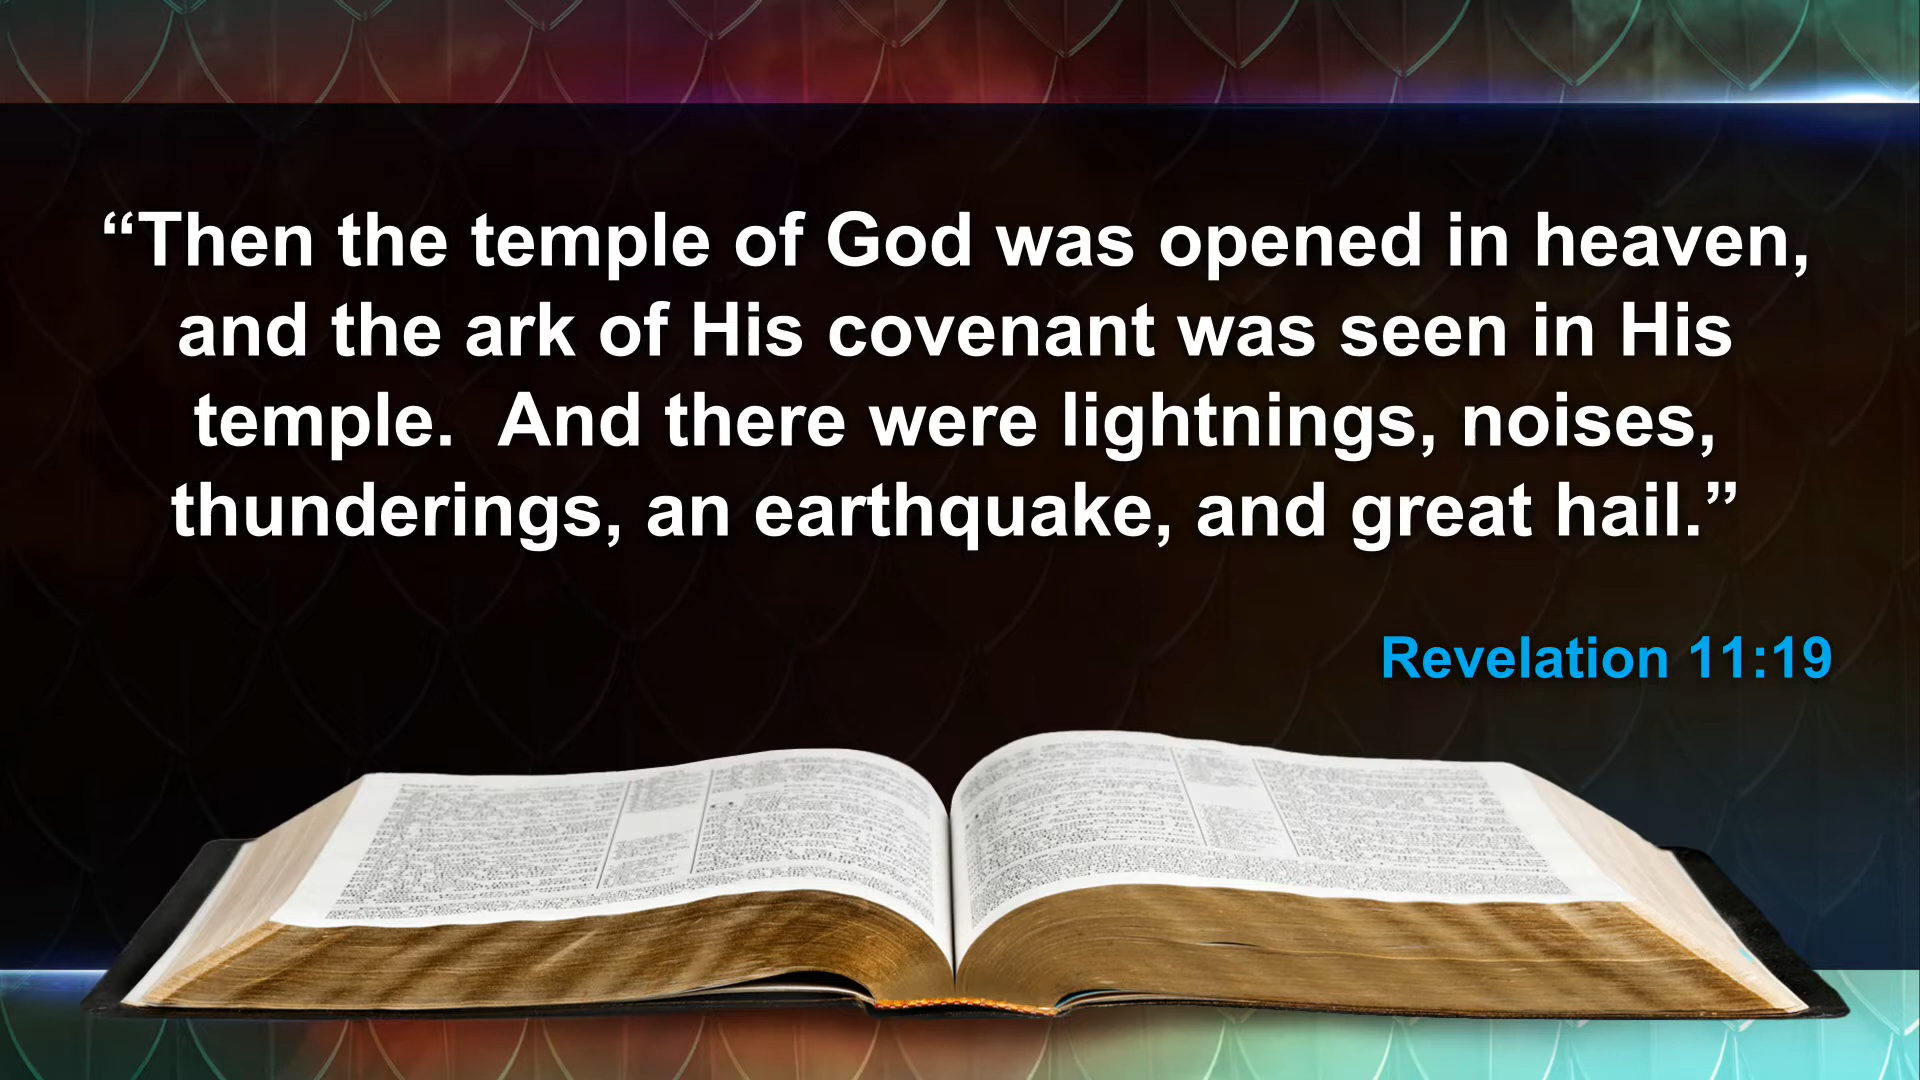 “Then the temple of God was opened in heaven,
and the ark of His covenant was seen in His
temple.  And there were lightnings, noises,
thunderings, an earthquake, and great hail.”
Revelation 11:19